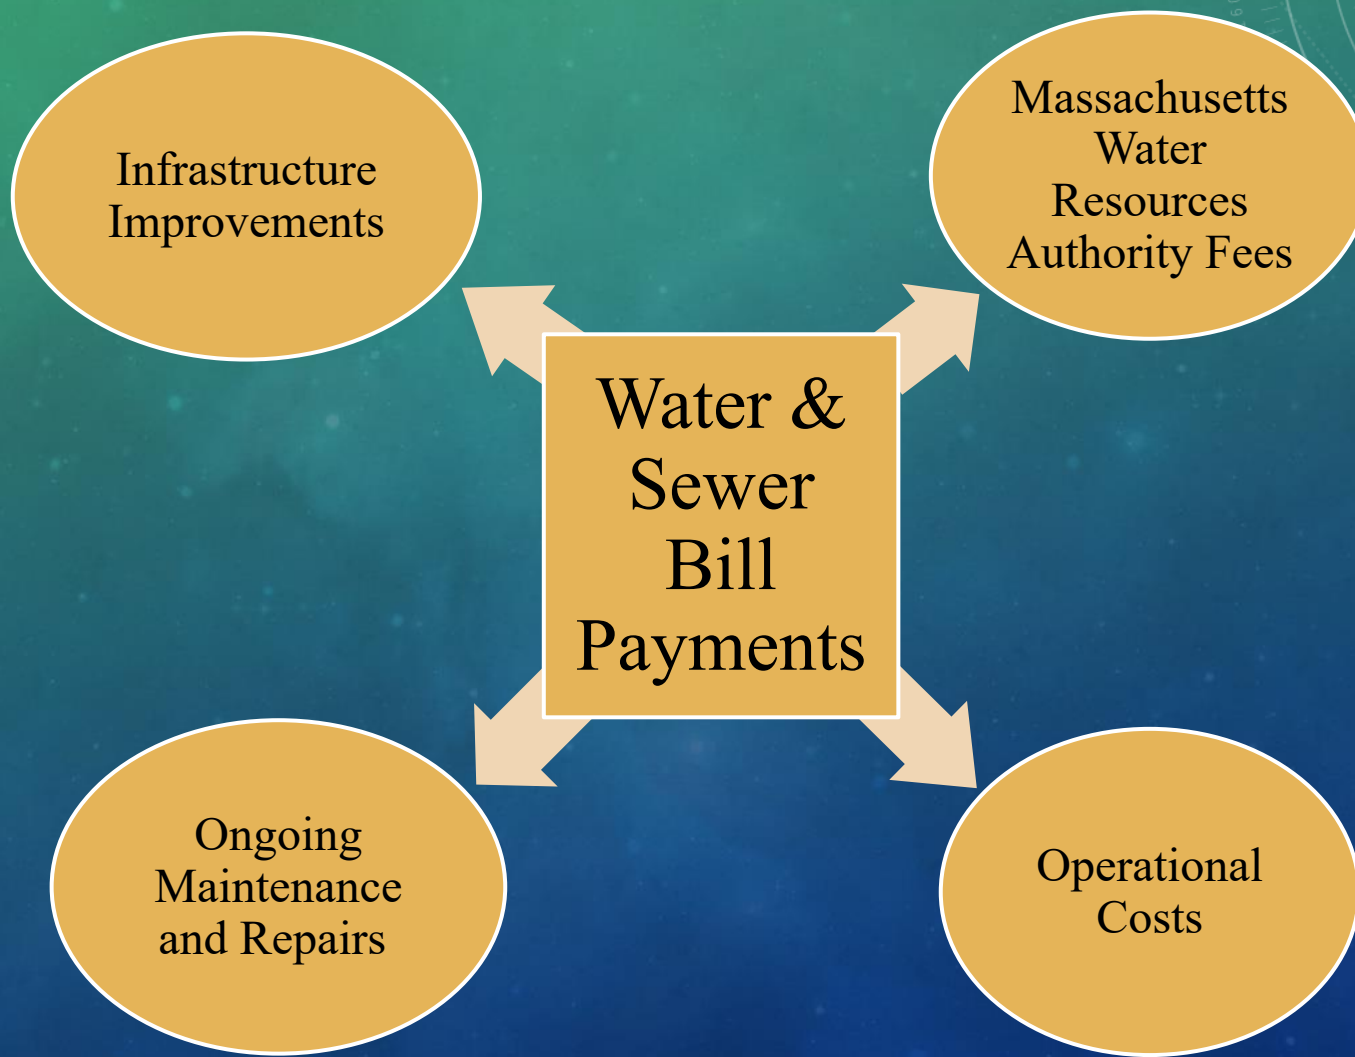 Infrastructure
Improvements
Massachusetts
Water
Resources
Authority Fees
Water &
Sewer
Bill
Payments
Ongoing
Maintenance
and Repairs
Operational
Costs